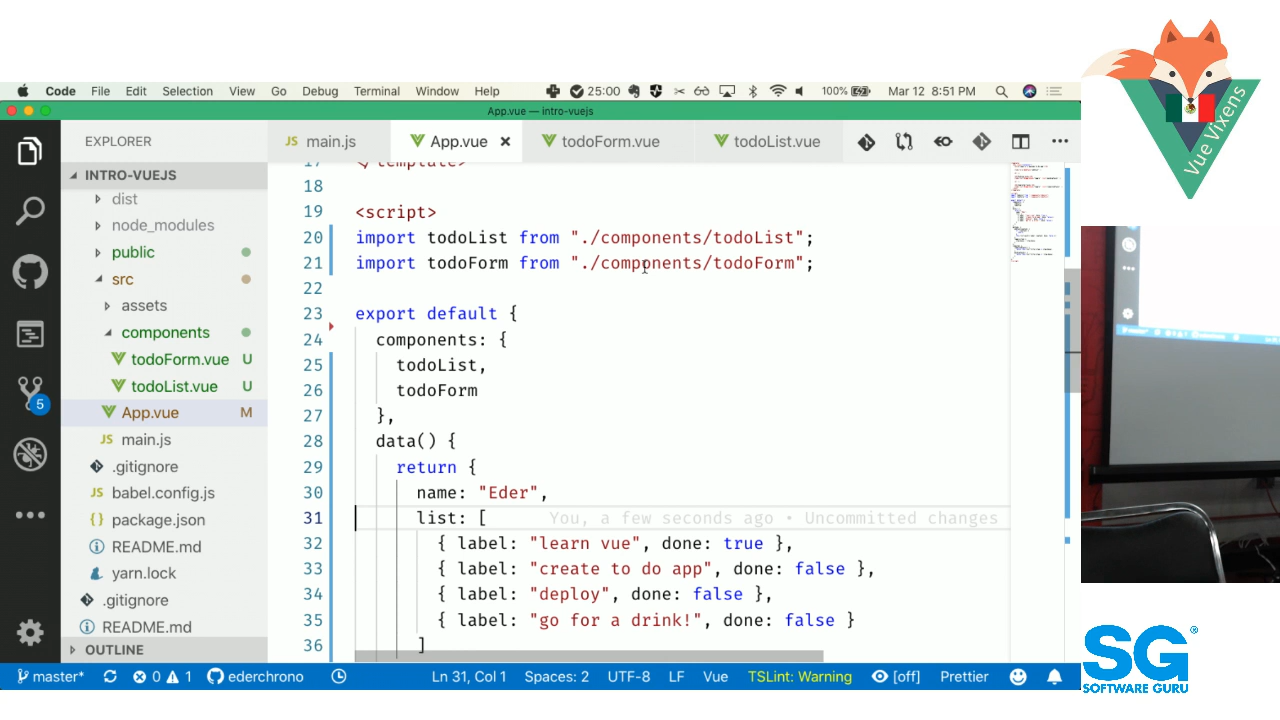 Code File Edit Selection View Go Debug Terminal Window Help 25:00 100% Mar 12 8:51 PM
App.vue — intro-vuejs
EXPLORER
JS main.js
App.vue
todoForm.vue
todoList.vue
INTRO-VUEJS
dist
node_modules
public
src
assets
components
todoForm.vue U
todoList.vue U
App.vue M
JS main.js
.gitignore
JS babel.config.js
{} package.json
README.md
yarn.lock
.gitignore
README.md
OUTLINE
5
17 </template>
18
19 <script>
20 import todoList from "./components/todoList";
21 import todoForm from "./components/todoForm";
22
23 export default {
24 components: {
25 todoList,
26 todoForm
27 },
28 data() {
29 return {
30 name: "Eder",
31 list: [ You, a few seconds ago • Uncommitted changes
32 { label: "learn vue", done: true },
33 { label: "create to do app", done: false },
34 { label: "deploy", done: false },
35 { label: "go for a drink!", done: false }
36 ]
master* 0 1 ederchrono Ln 31, Col 1 Spaces: 2 UTF-8 LF Vue TSLint: Warning [off] Prettier
Vue Vixens
SG®
SOFTWARE GURU